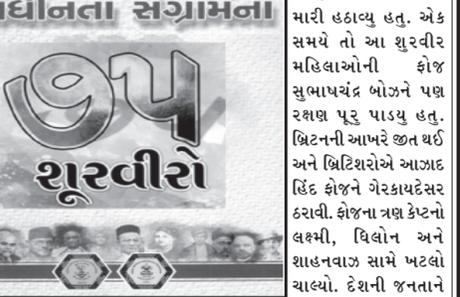 ધીનતા સંગ્રામના
૭૫
શૂરવીરો
મારી હઠાવ્યુ હતુ. એક
સમયે તો આ શુરવીર
મહિલાઓની ફોજ
સુભાષચંદ્ર બોઝને પણ
રક્ષણ પૂરુ પાડયુ હતુ.
બ્રિટનની આખરે જીત થઈ
અને બ્રિટિશરોએ આઝાદ
હિંદ ફોજને ગેરકાયદેસર
ઠરાવી. ફોજના ત્રણ કેપ્ટનો
લક્ષ્મી, ધિલોન અને
શાહનવાઝ સામે ખટલો
ચાલ્યો. દેશની જનતાને